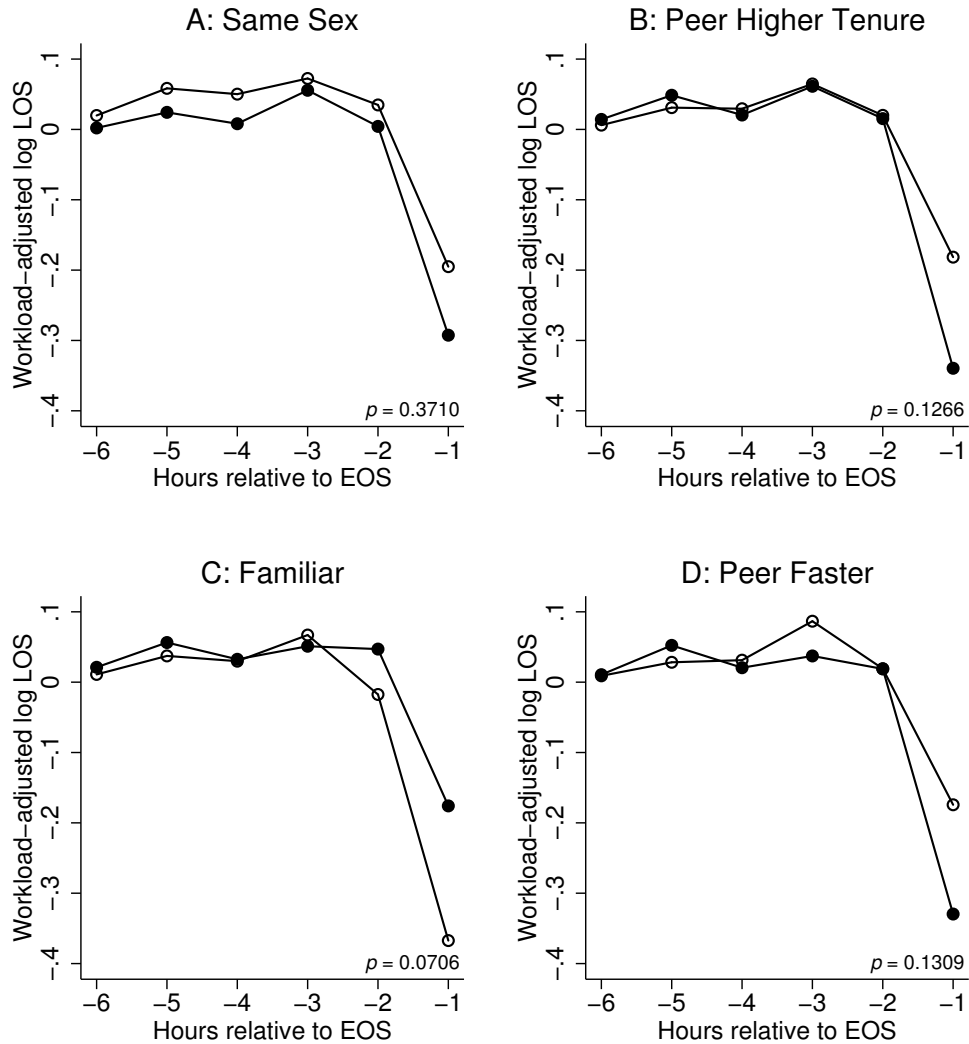 A: Same Sex
Workload−adjusted log LOS
.1
0
−.1
−.2
−.3
−.4
p = 0.3710
−6 −5 −4 −3 −2 −1
Hours relative to EOS
B: Peer Higher Tenure
Workload−adjusted log LOS
.1
0
−.1
−.2
−.3
−.4
p = 0.1266
−6 −5 −4 −3 −2 −1
Hours relative to EOS
C: Familiar
Workload−adjusted log LOS
.1
0
−.1
−.2
−.3
−.4
p = 0.0706
−6 −5 −4 −3 −2 −1
Hours relative to EOS
D: Peer Faster
Workload−adjusted log LOS
.1
0
−.1
−.2
−.3
−.4
p = 0.1309
−6 −5 −4 −3 −2 −1
Hours relative to EOS